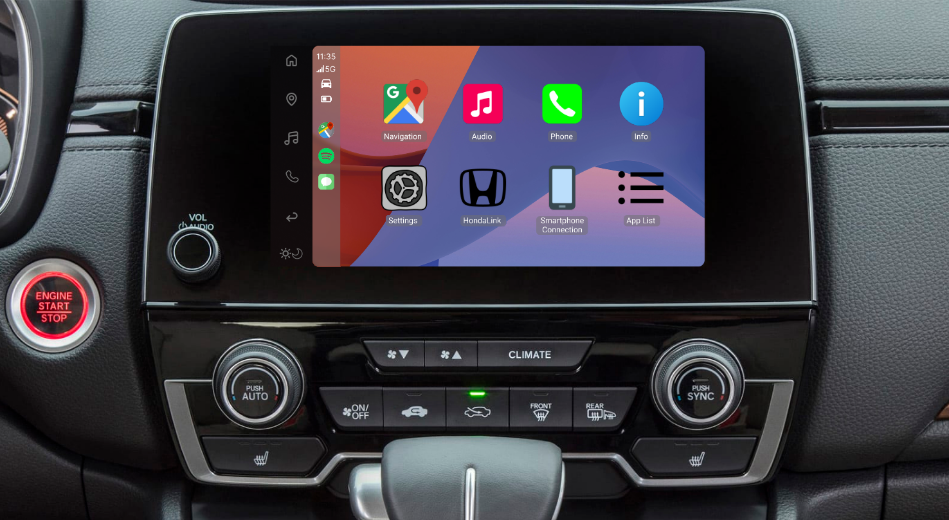 11:35
5G
G
Navigation
Audio
Phone
i
Info
Settings
HondaLink
Smartphone
Connection
App List
VOL
AUDIO
ENGINE
START
STOP
CLIMATE
PUSH
AUTO
ON/
OFF
FRONT
REAR
PUSH
SYNC